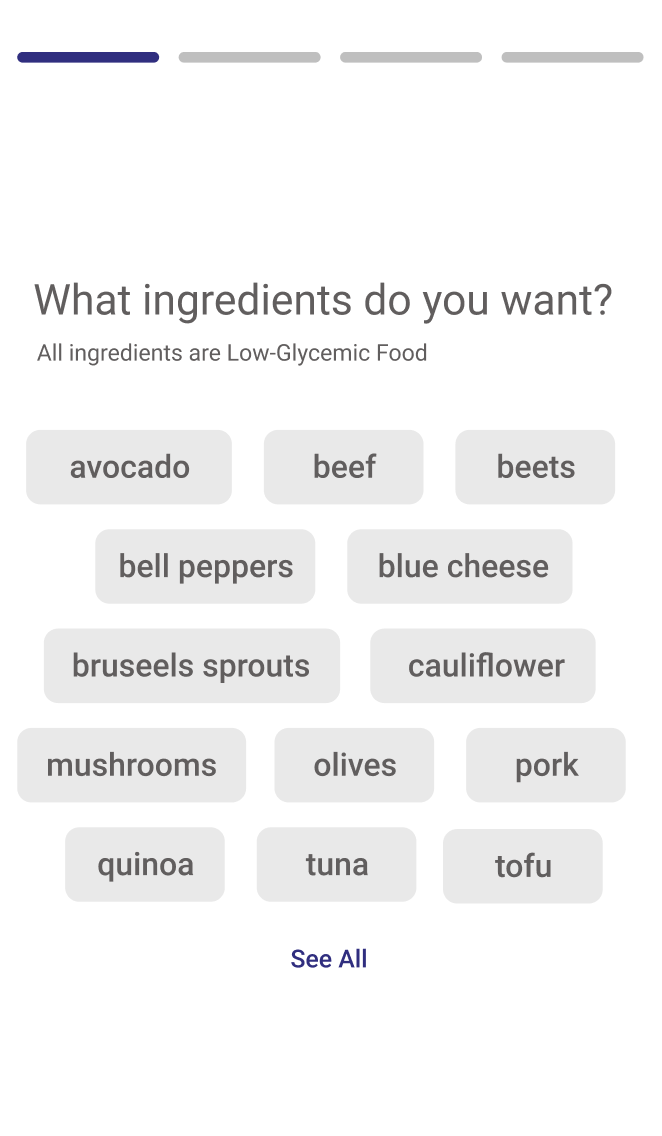 What ingredients do you want?
All ingredients are Low-Glycemic Food
avocado beef beets
bell peppers blue cheese
bruseels sprouts cauliflower
mushrooms olives pork
quinoa tuna tofu
See All